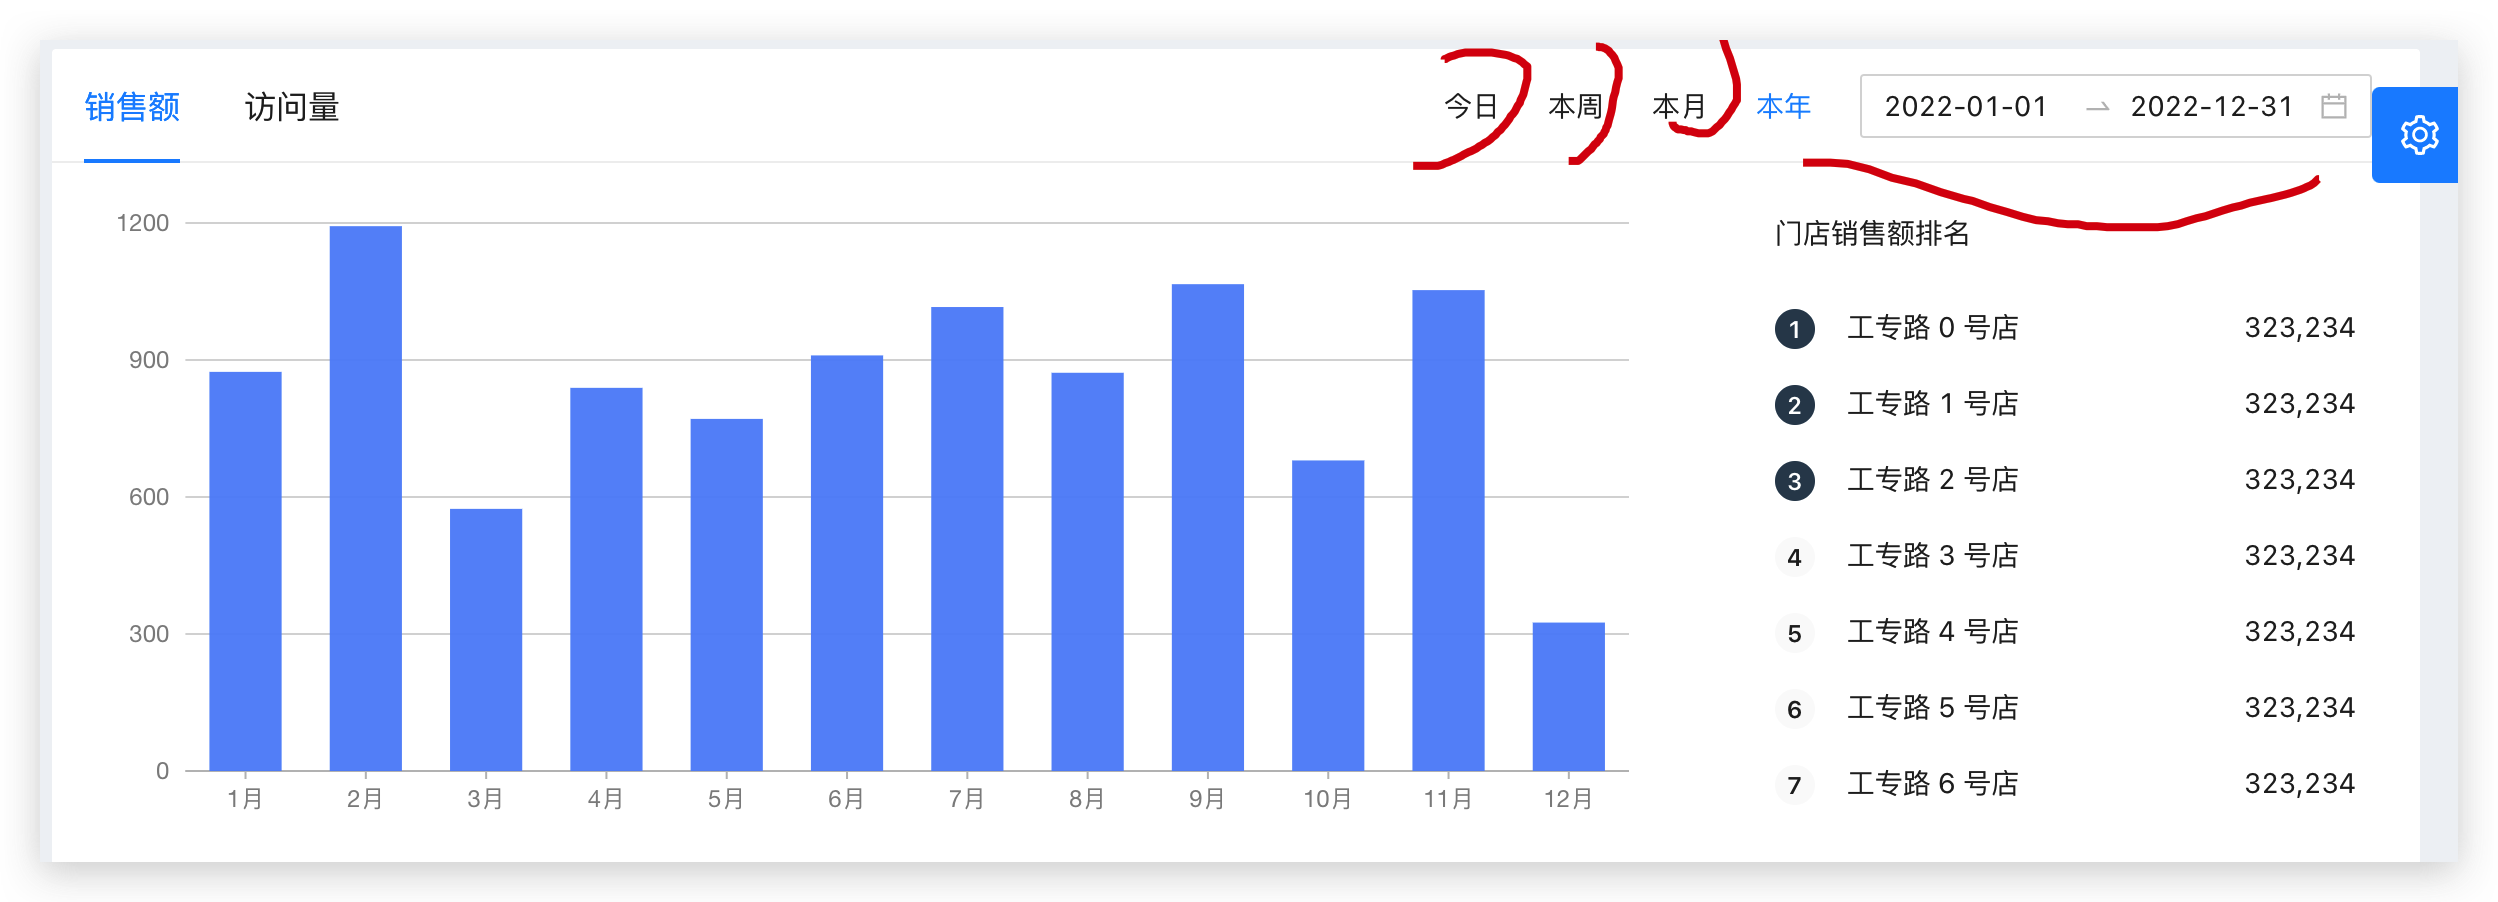 销售额 访问量 今日 本周 本月 本年 2022-01-01 2022-12-31
1200
900
600
300
0
1月 2月 3月 4月 5月 6月 7月 8月 9月 10月 11月 12月
门店销售额排名
1 工专路 0 号店 323,234
2 工专路 1 号店 323,234
3 工专路 2 号店 323,234
4 工专路 3 号店 323,234
5 工专路 4 号店 323,234
6 工专路 5 号店 323,234
7 工专路 6 号店 323,234